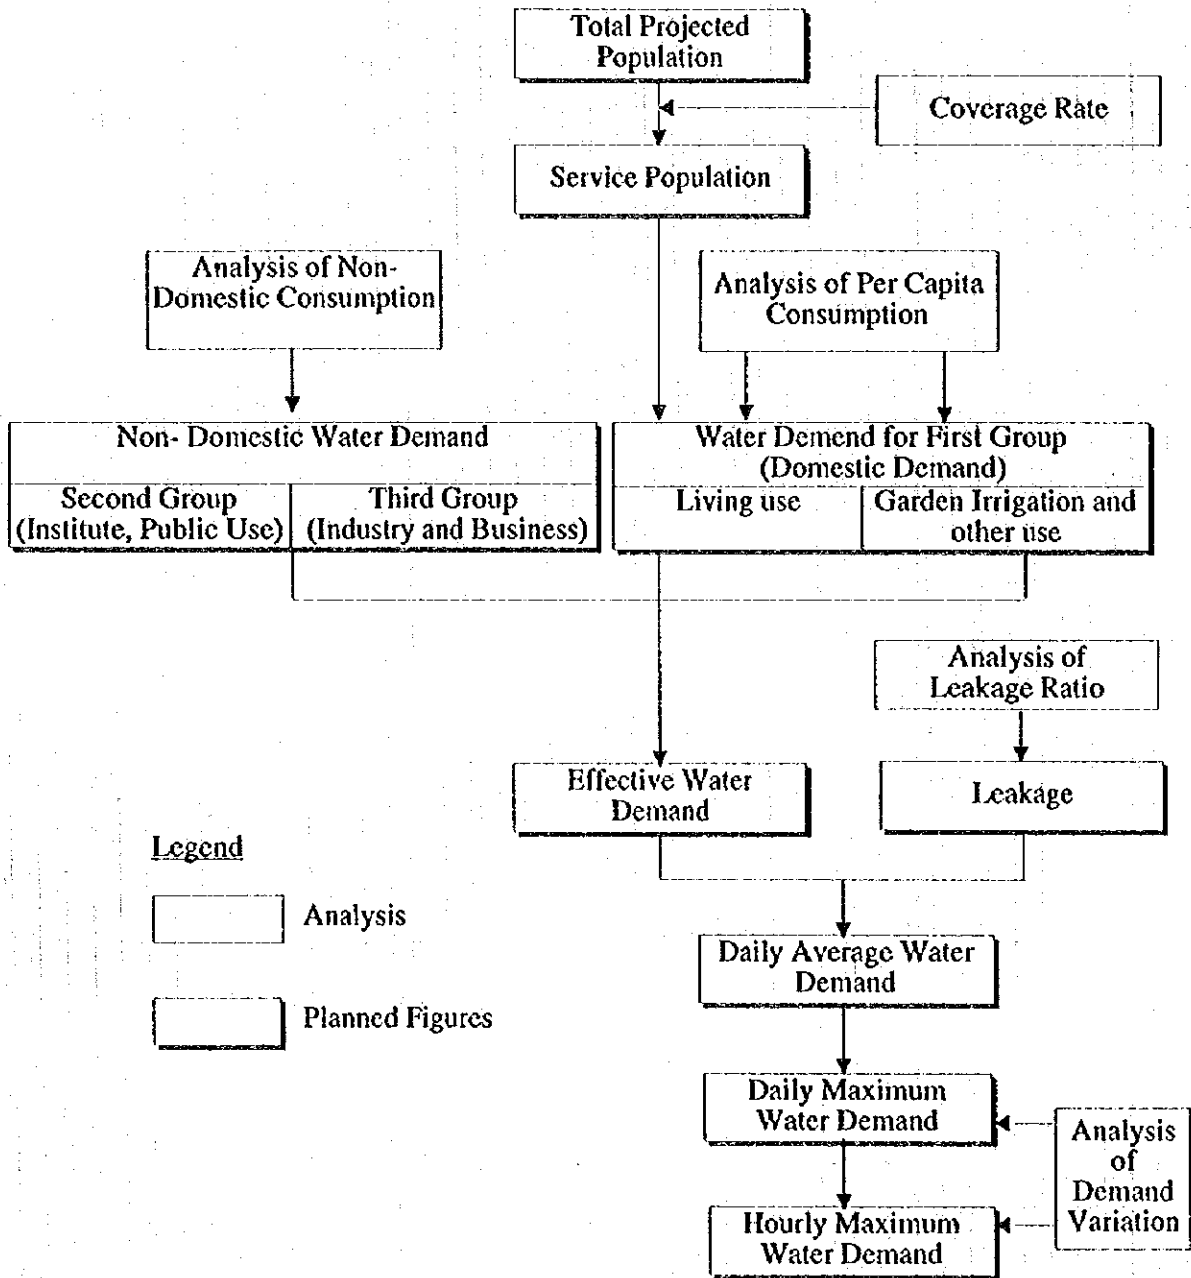 Total Projected
Population
Coverage Rate
Service Population
Analysis of Non-
Domestic Consumption
Analysis of Per Capita
Consumption
Non- Domestic Water Demand
Second Group
(Institute, Public Use)
Third Group
(Industry and Business)
Water Demend for First Group
(Domestic Demand)
Living use
Garden Irrigation and
other use
Analysis of
Leakage Ratio
Effective Water
Demand
Leakage
Legend
Analysis
Planned Figures
Daily Average Water
Demand
Daily Maximum
Water Demand
Analysis
of
Demand
Variation
Hourly Maximum
Water Demand